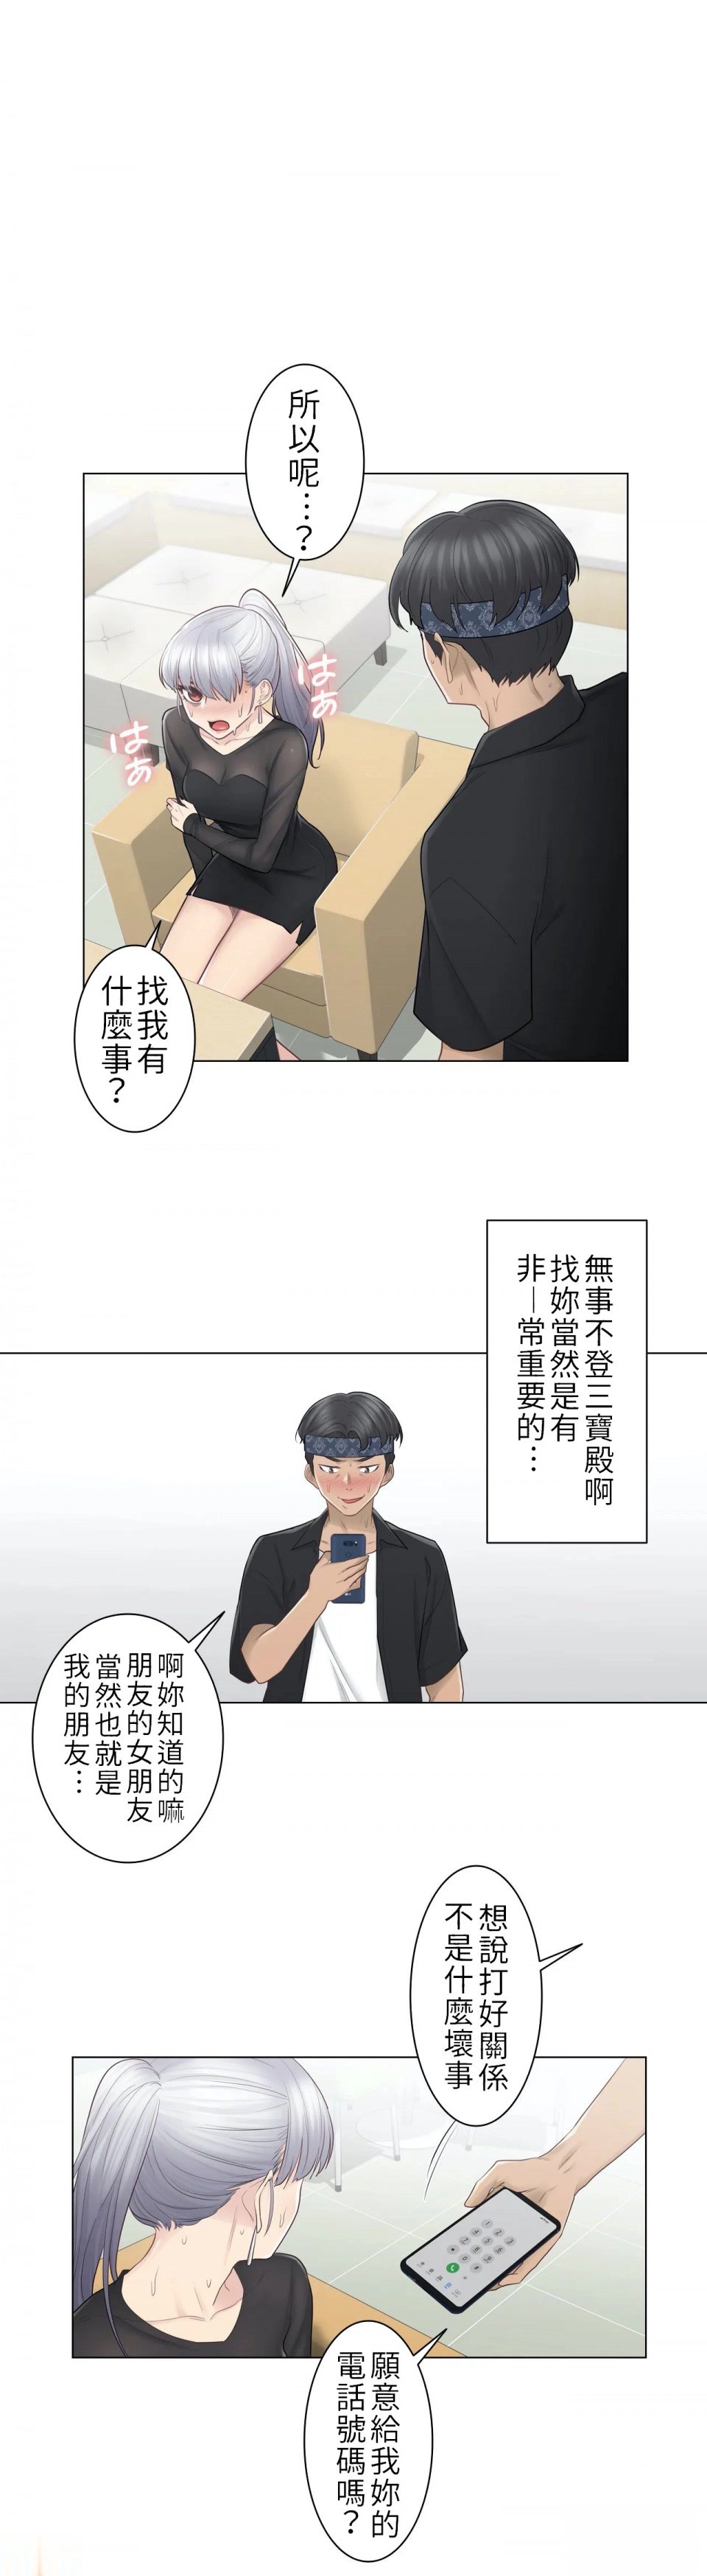 所以呢…？
はぁ
はぁ
找我有
什麼事？
無事不登三寶殿啊
找妳當然是有
非—常重要的…
啊妳知道的嘛
朋友的女朋友
當然也就是
我的朋友…
想說打好關係
不是什麼壞事
願意給我妳的
電話號碼嗎？